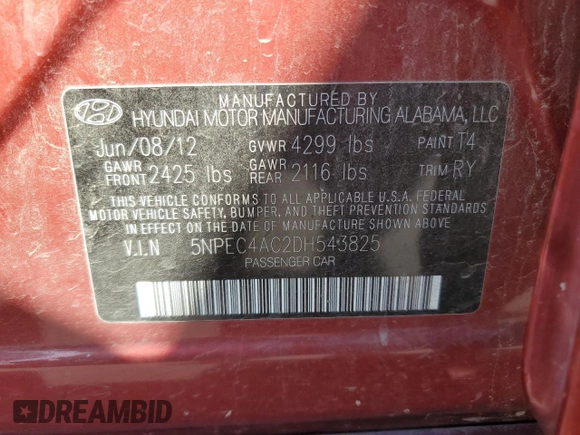 MANUFACTURED BY
HYUNDAI MOTOR MANUFACTURING ALABAMA, LLC
Jun/08/12 GVWR 4299 lbs PAINT T4
GAWR FRONT 2425 lbs GAWR REAR 2116 lbs TRIM RY
THIS VEHICLE CONFORMS TO ALL APPLICABLE U.S.A. FEDERAL
MOTOR VEHICLE SAFETY, BUMPER, AND THEFT PREVENTION
STANDARDS IN EFFECT ON THE DATE OF MANUFACTURE SHOWN ABOVE
V.I.N 5NPEC4AC2DH543825
PASSENGER CAR
DREAMBID